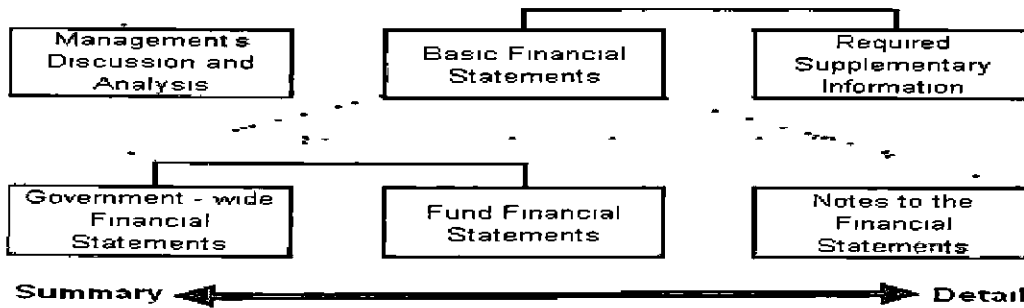 Management's
Discussion and
Analysis
Basic Financial
Statements
Required
Supplementary
Information
Government - wide
Financial
Statements
Fund Financial
Statements
Notes to the
Financial
Statements
Summary
Detail